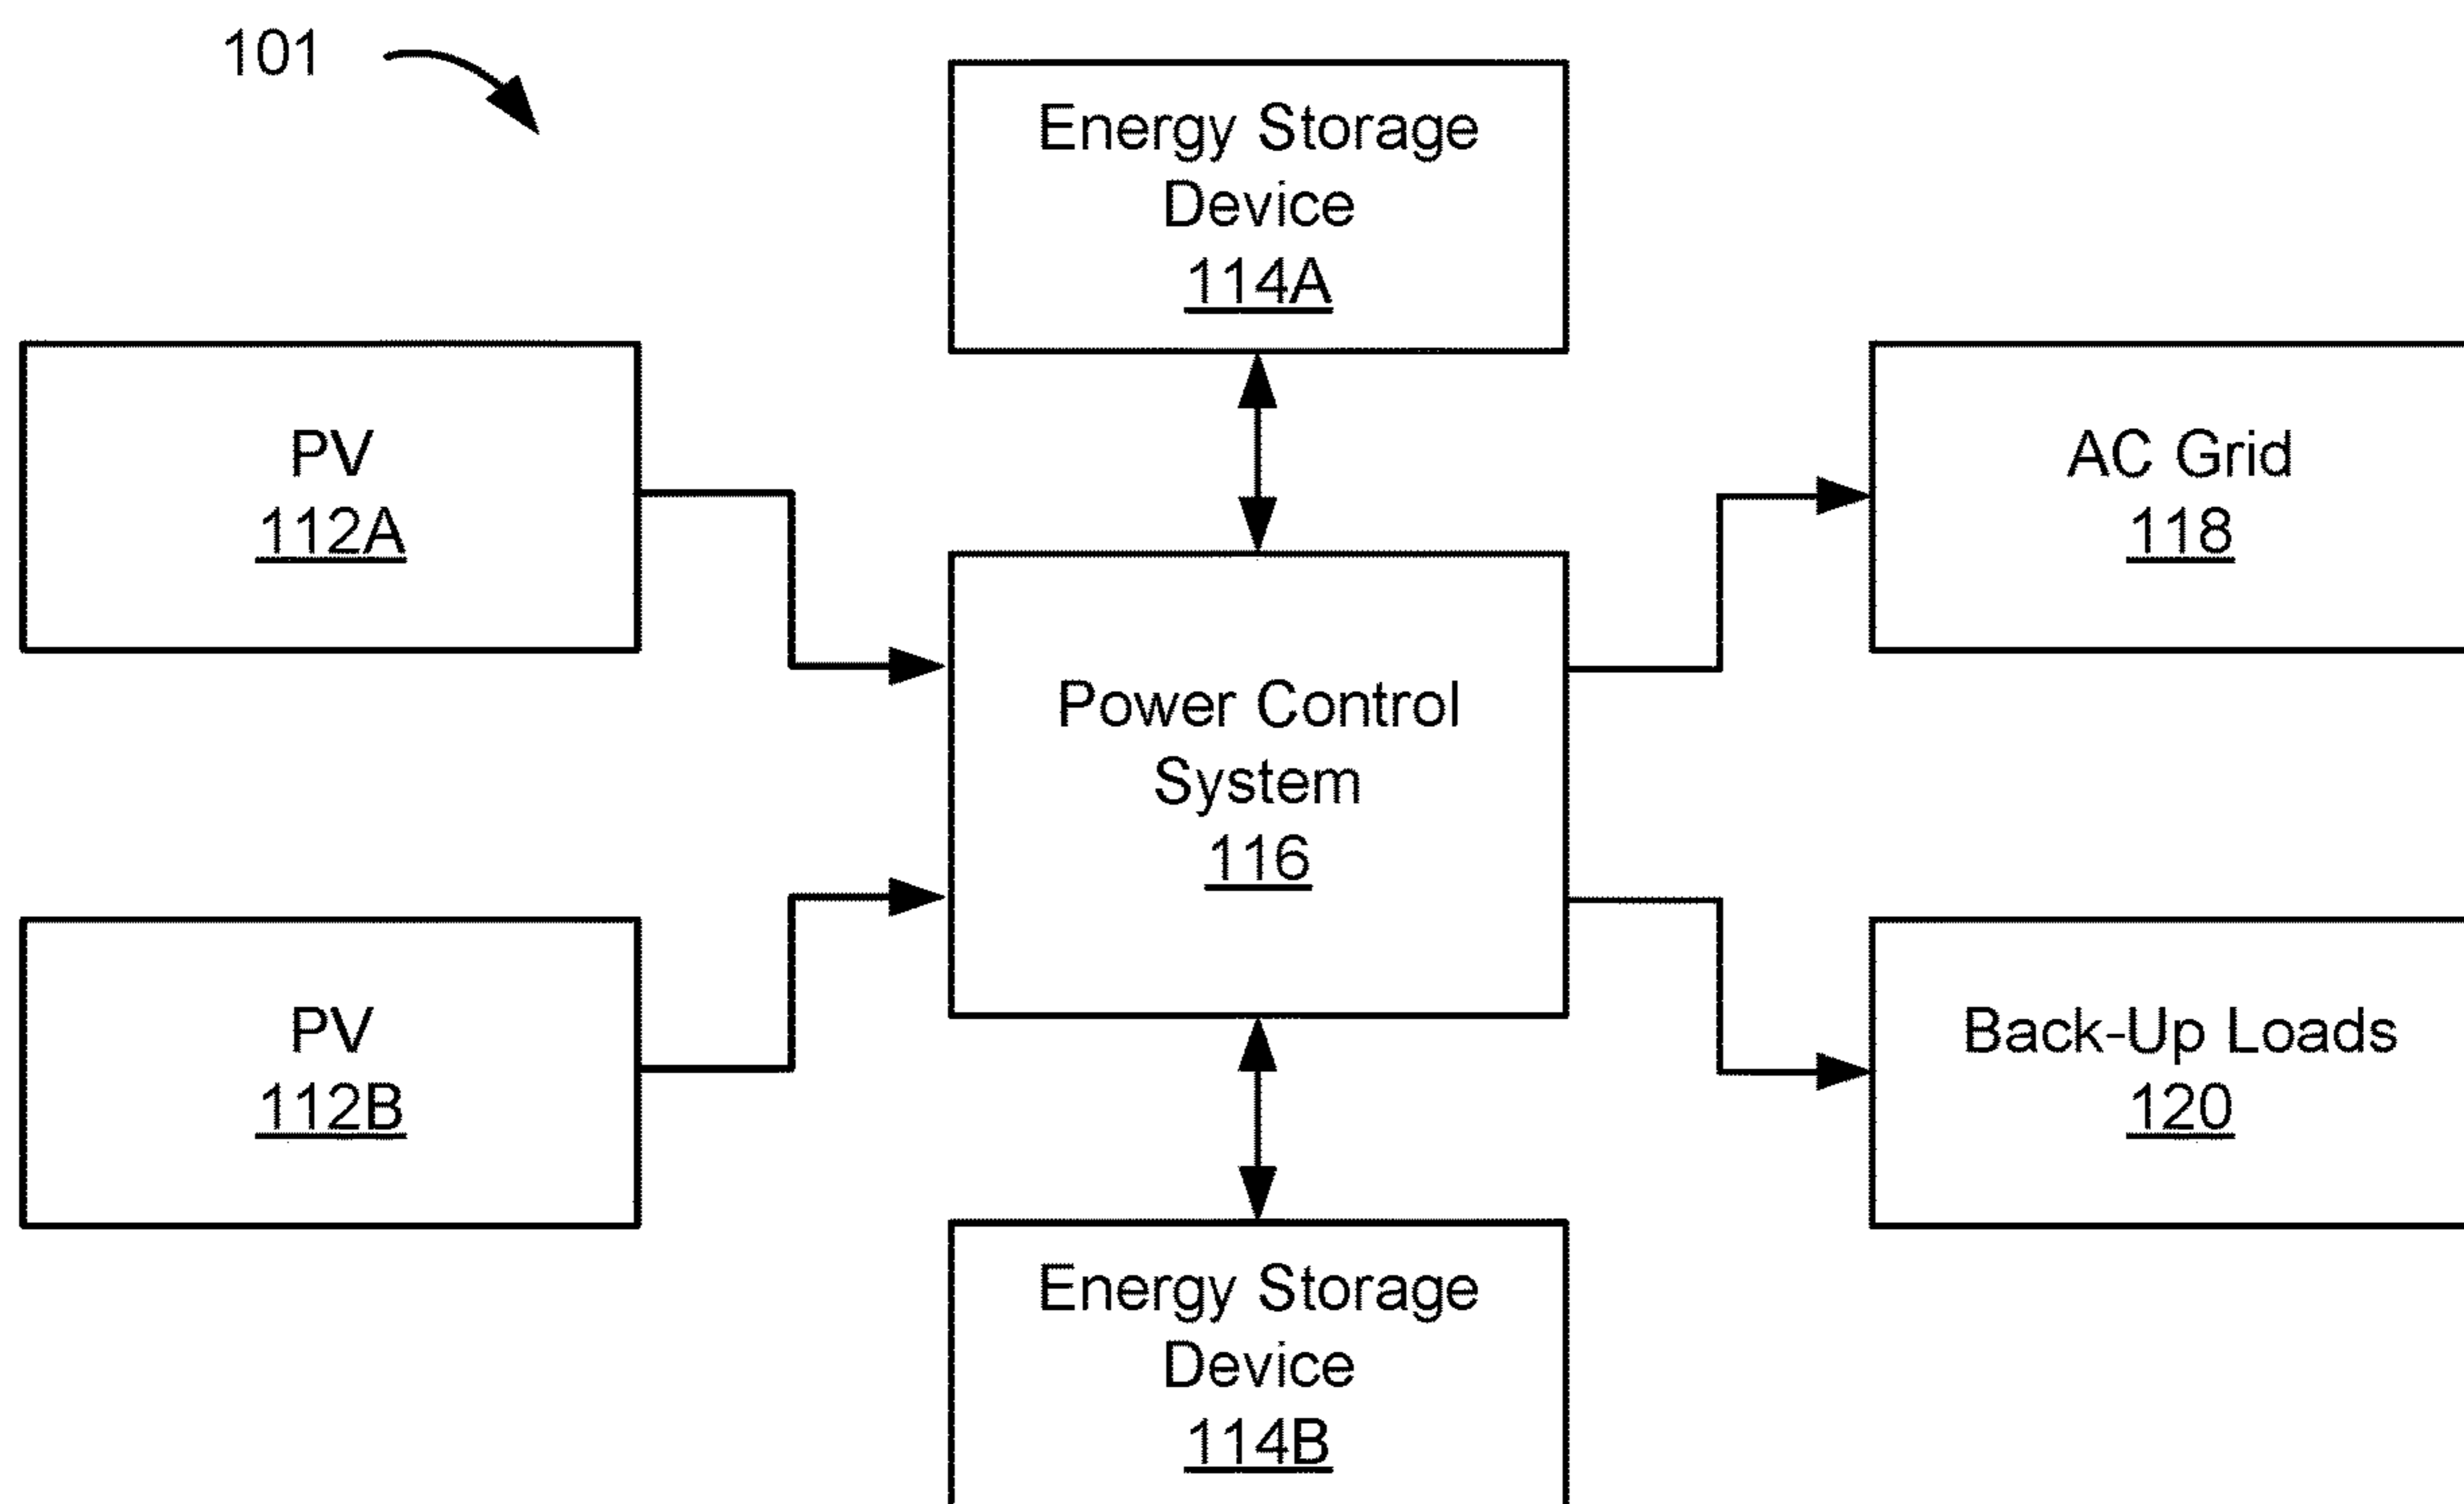 101
Energy Storage
Device
114A
PV
112A
AC Grid
118
Power Control
System
116
PV
112B
Back-Up Loads
120
Energy Storage
Device
114B